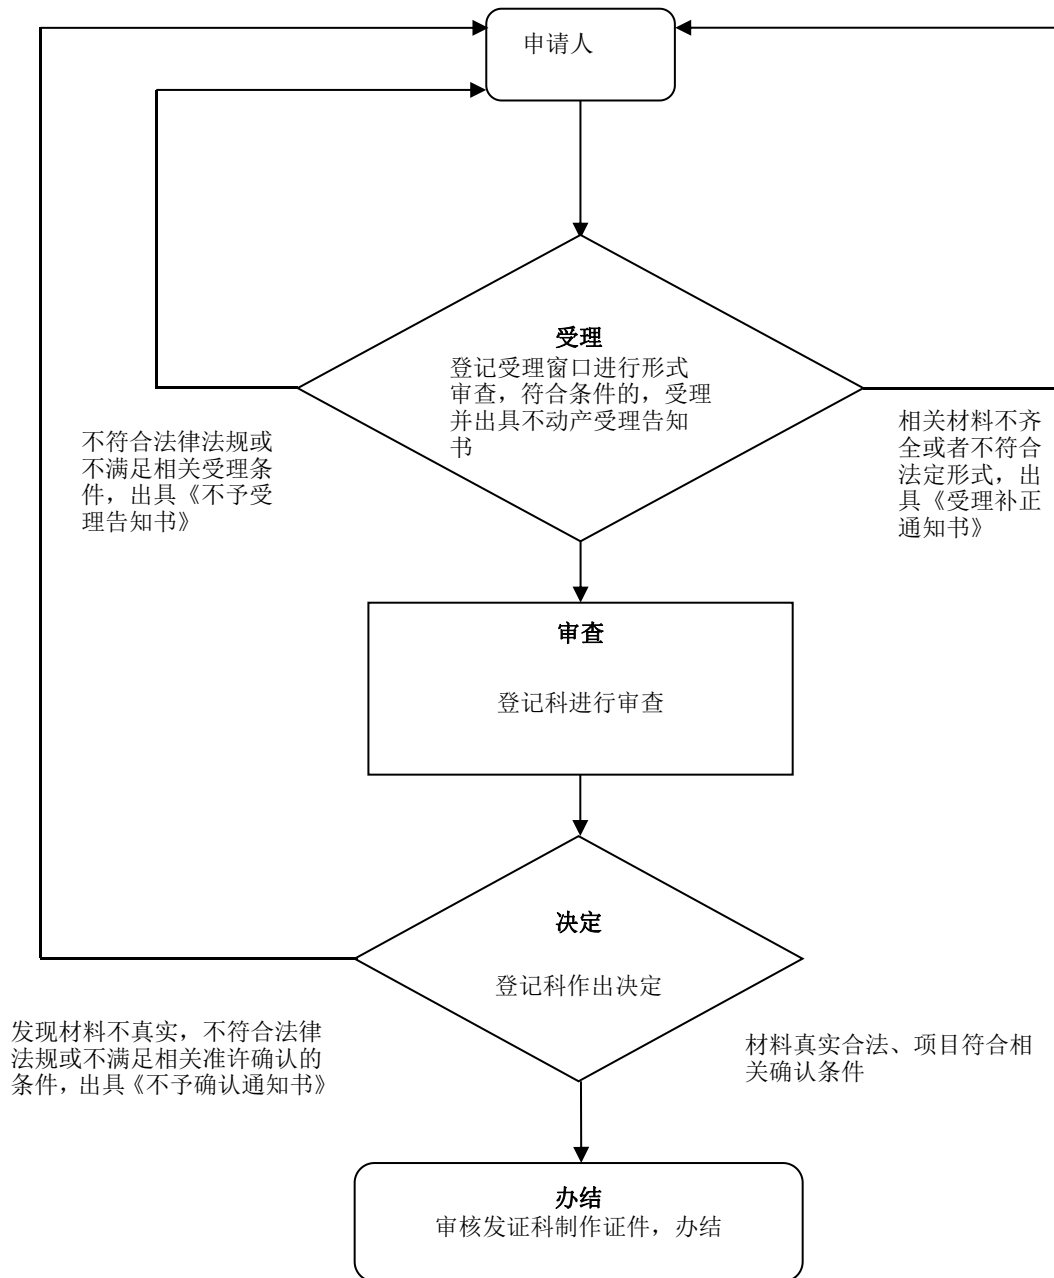 申请人
受理
登记受理窗口进行形式
审查，符合条件的，受理
并出具不动产受理告知
书
不符合法律法规或
不满足相关受理条
件，出具《不予受
理告知书》
相关材料不齐
全或者不符合
法定形式，出
具《受理补正
通知书》
审查
登记科进行审查
决定
登记科作出决定
发现材料不真实，不符合法律
法规或不满足相关准许确认的
条件，出具《不予确认通知书》
材料真实合法、项目符合相
关确认条件
办结
审核发证科制作证件，办结